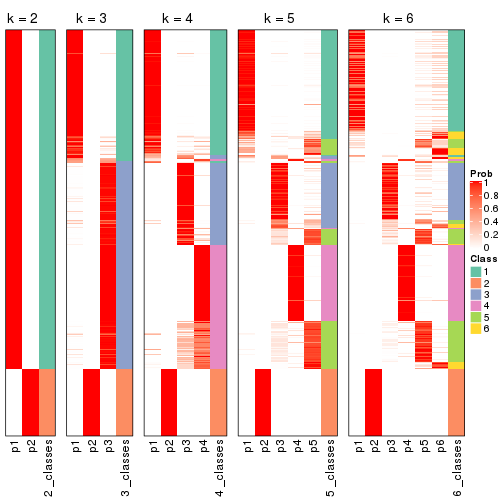 k = 2
k = 3
k = 4
k = 5
k = 6
Prob
1
0.8
0.6
0.4
0.2
0
Class
1
2
3
4
5
6
p1
p2
2_classes
p1
p2
p3
3_classes
p1
p2
p3
p4
4_classes
p1
p2
p3
p4
p5
5_classes
p1
p2
p3
p4
p5
p6
6_classes